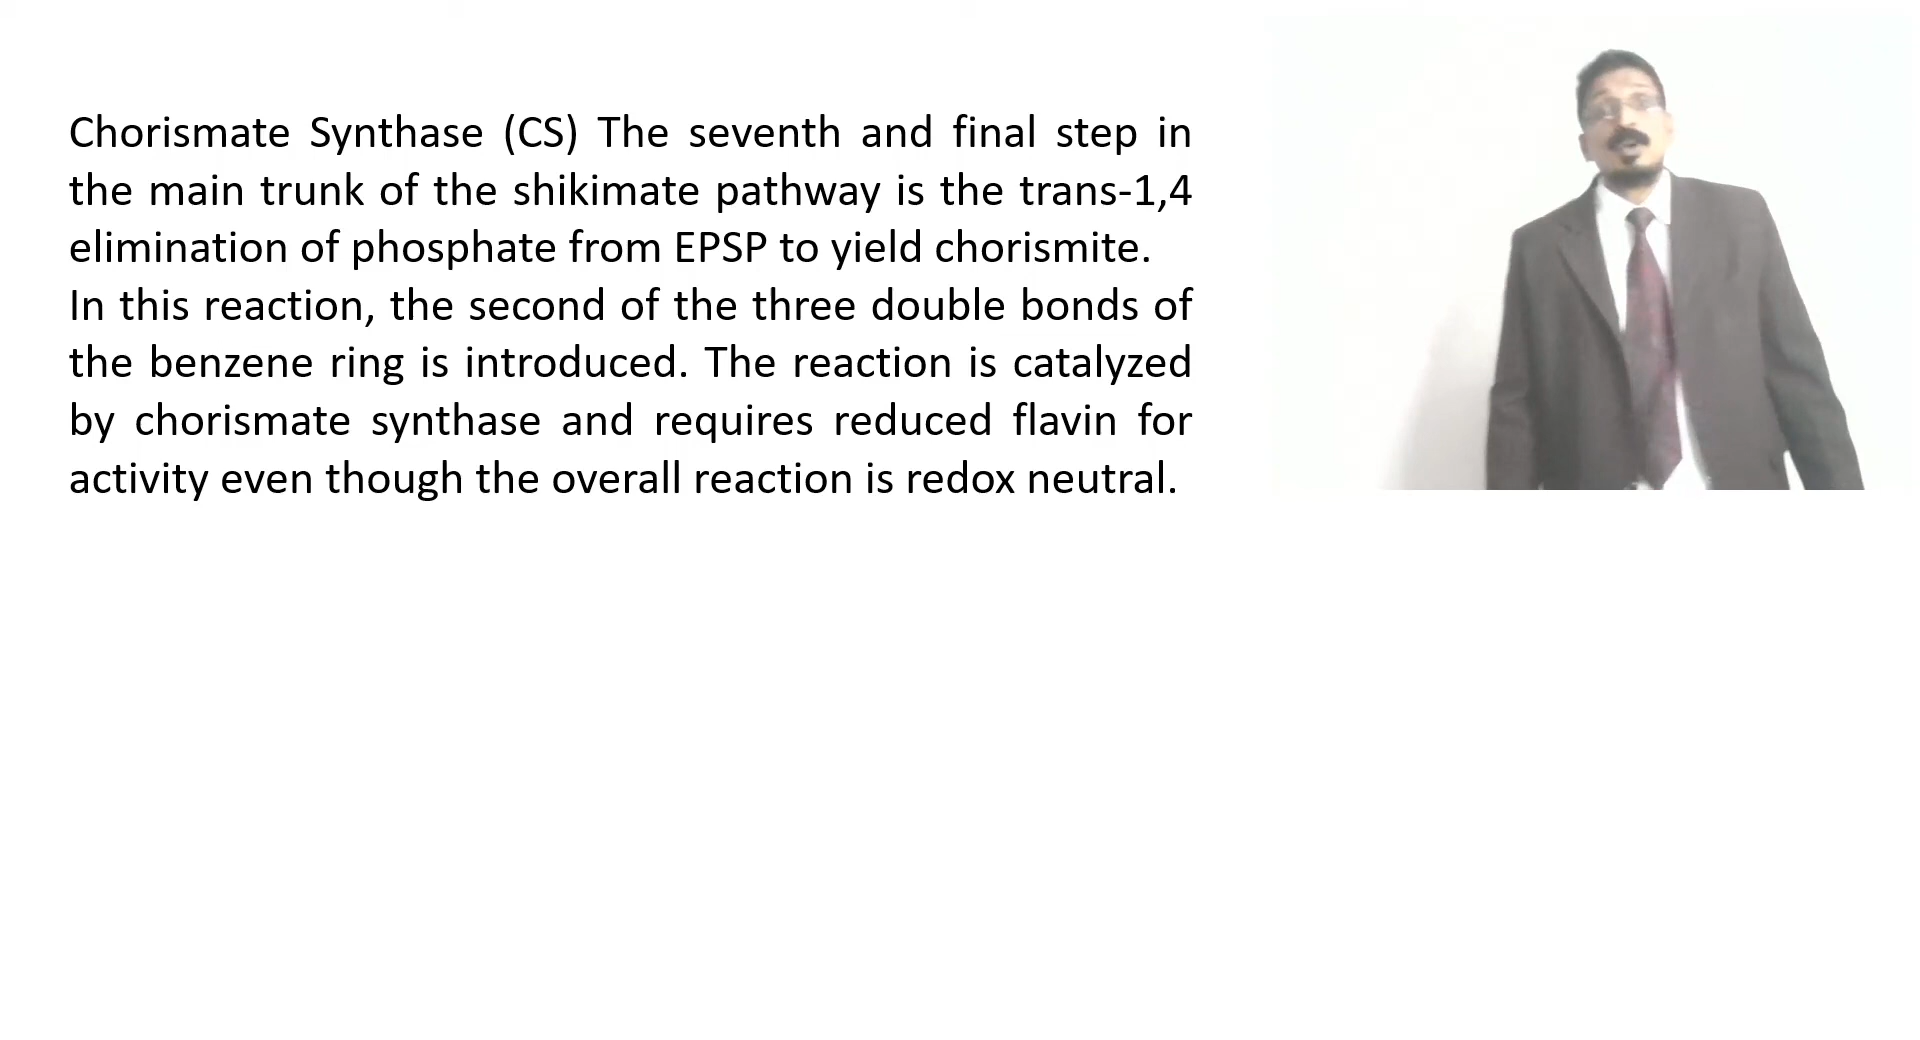 Chorismate Synthase (CS) The seventh and final step in
the main trunk of the shikimate pathway is the trans-1,4
elimination of phosphate from EPSP to yield chorismite.
In this reaction, the second of the three double bonds of
the benzene ring is introduced. The reaction is catalyzed
by chorismate synthase and requires reduced flavin for
activity even though the overall reaction is redox neutral.